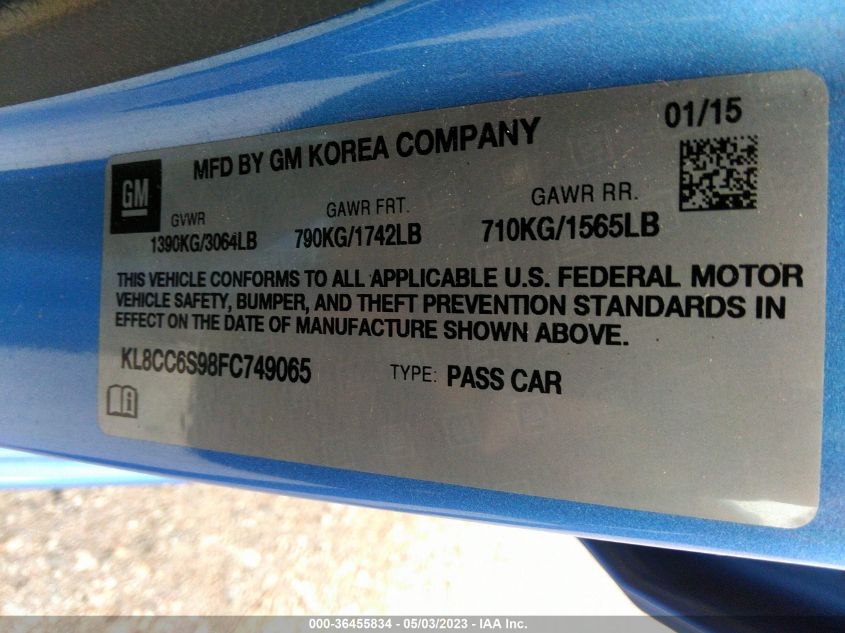 01/15
MFD BY GM KOREA COMPANY
GM
GVWR GAWR FRT. GAWR RR.
1390KG/3064LB 790KG/1742LB 710KG/1565LB
THIS VEHICLE CONFORMS TO ALL APPLICABLE U.S. FEDERAL MOTOR
VEHICLE SAFETY, BUMPER, AND THEFT PREVENTION STANDARDS IN
EFFECT ON THE DATE OF MANUFACTURE SHOWN ABOVE.
KL8CC6S98FC749065 TYPE: PASS CAR
i
000-36455834 - 05/03/2023 - IAA Inc.